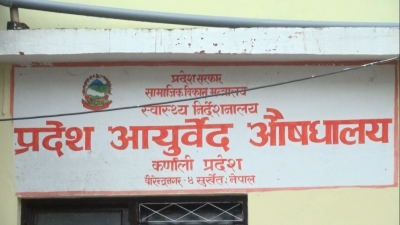 प्रदेश सरकार
सामाजिक विकास मन्त्रालय
स्वास्थ्य निर्देशनालय
प्रदेश आयुर्वेद औषधालय
कर्णाली प्रदेश
वीरेन्द्रनगर-४ सुर्खेत, नेपाल